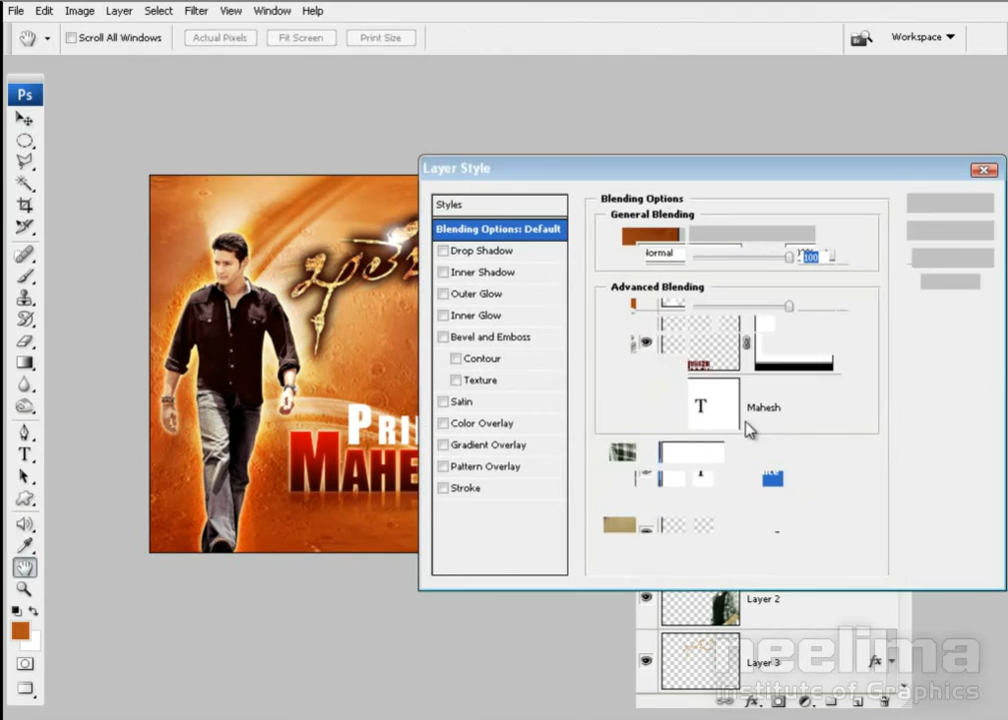 File Edit Image Layer Select Filter View Window Help
Scroll All Windows Actual Pixels Fit Screen Print Size Workspace
Ps
Layer Style
Styles
Blending Options: Default
Drop Shadow
Inner Shadow
Outer Glow
Inner Glow
Bevel and Emboss
Contour
Texture
Satin
Color Overlay
Gradient Overlay
Pattern Overlay
Stroke
Blending Options
General Blending
100
Advanced Blending
T
Mahesh
Layer 2
Layer 3
fx
neelima
Institute of Graphics